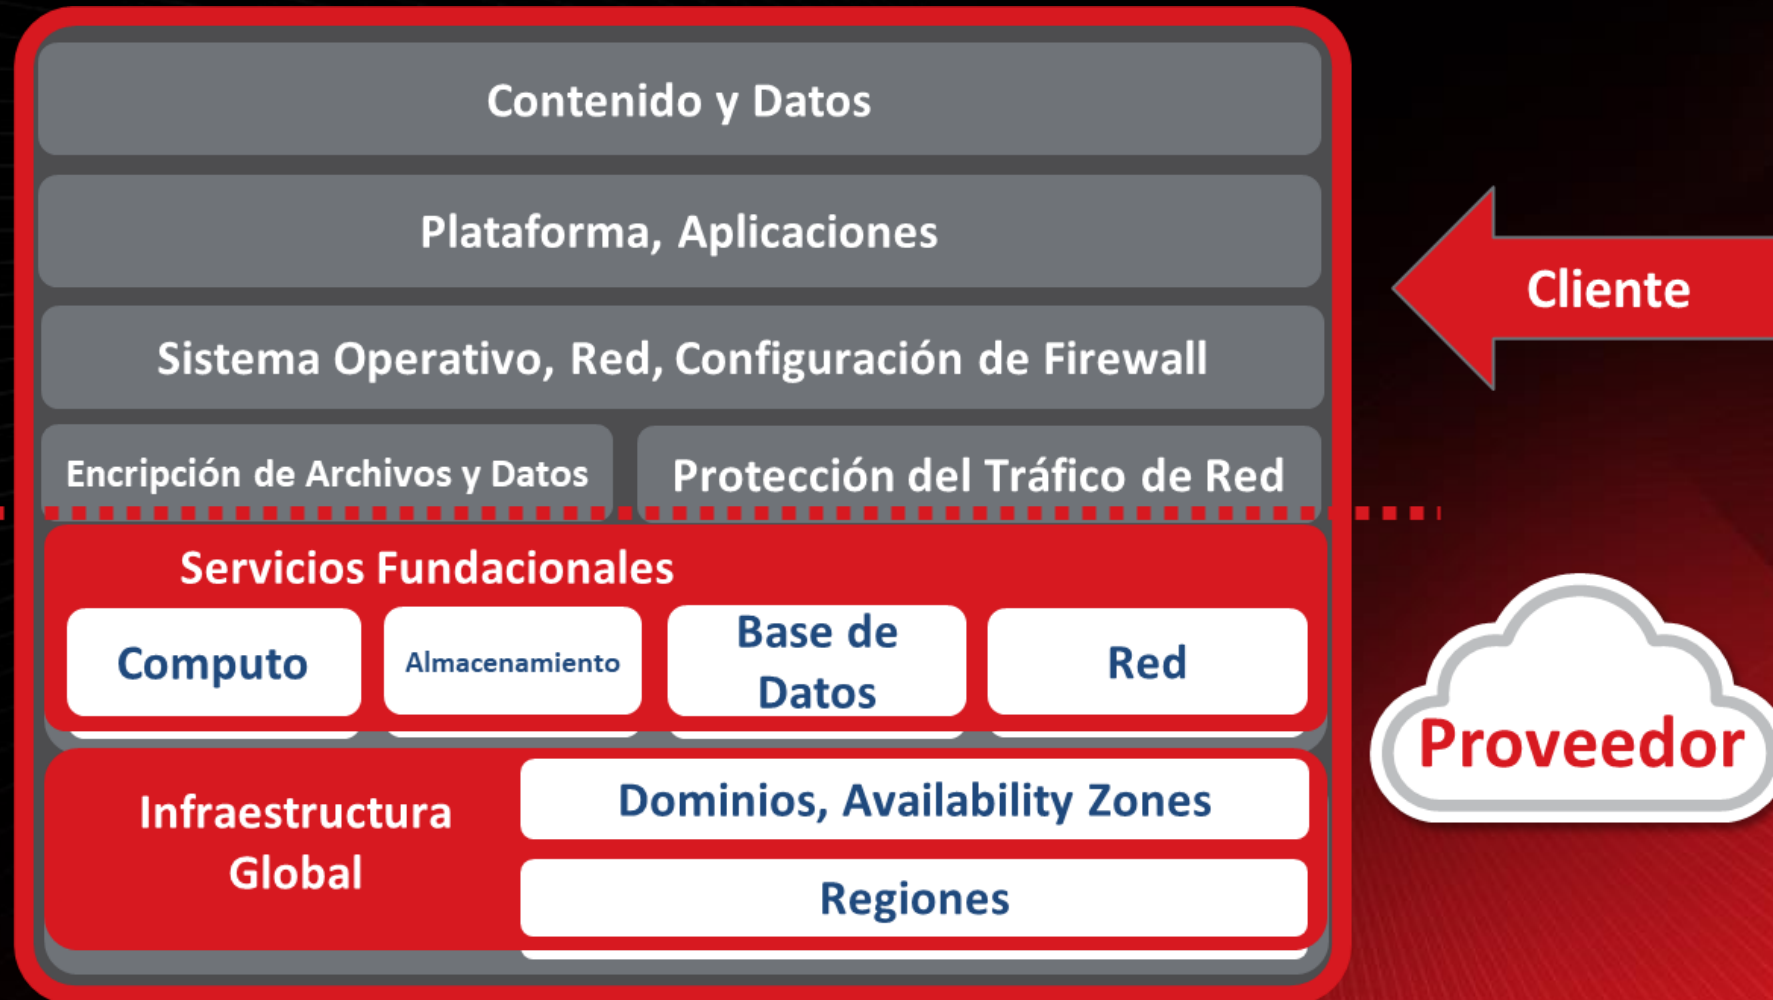 Contenido y Datos
Plataforma, Aplicaciones
Cliente
Sistema Operativo, Red, Configuración de Firewall
Encripción de Archivos y Datos
Protección del Tráfico de Red
Servicios Fundacionales
Computo
Almacenamiento
Base de
Datos
Red
Proveedor
Infraestructura
Global
Dominios, Availability Zones
Regiones